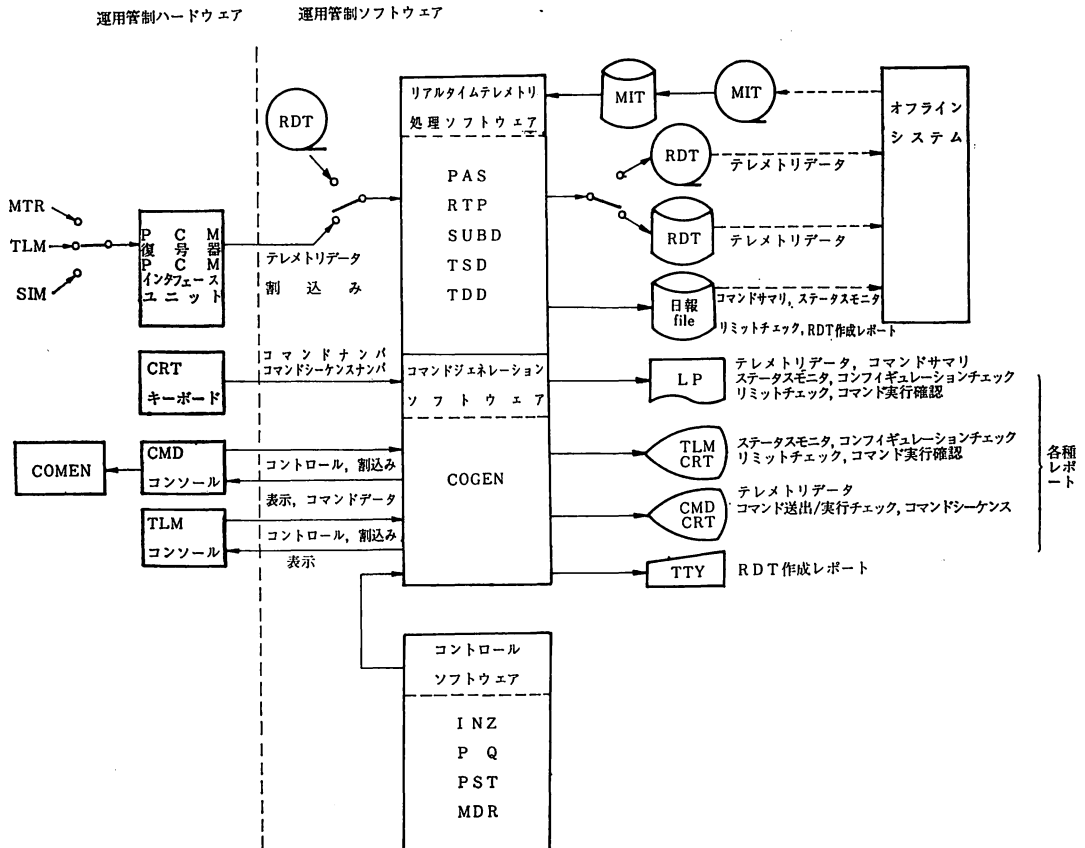 運用管制ハードウェア
運用管制ソフトウェア
RDT
MTR
TLM
SIM
PCM
復号器
PCM
インタフェース
ユニット
テレメトリデータ
割込み
CRT
キーボード
コマンドナンバ
コマンドシーケンスナンバ
COMEN
CMD
コンソール
コントロール, 割込み
表示, コマンドデータ
TLM
コンソール
コントロール, 割込み
表示
リアルタイムテレメトリ
処理ソフトウェア
PAS
RTP
SUBD
TSD
TDD
コマンドジェネレーション
ソフトウェア
COGEN
コントロール
ソフトウェア
INZ
PQ
PST
MDR
MIT
MIT
オフライン
システム
RDT
テレメトリデータ
RDT
テレメトリデータ
日報
file
コマンドサマリ, ステータスモニタ
リミットチェック, RDT作成レポート
LP
テレメトリデータ, コマンドサマリ
ステータスモニタ, コンフィギュレーションチェック
リミットチェック, コマンド実行確認
TLM
CRT
ステータスモニタ, コンフィギュレーションチェック
リミットチェック, コマンド実行確認
CMD
CRT
テレメトリデータ
コマンド送出/実行チェック, コマンドシーケンス
TTY
RDT作成レポート
各種レポート